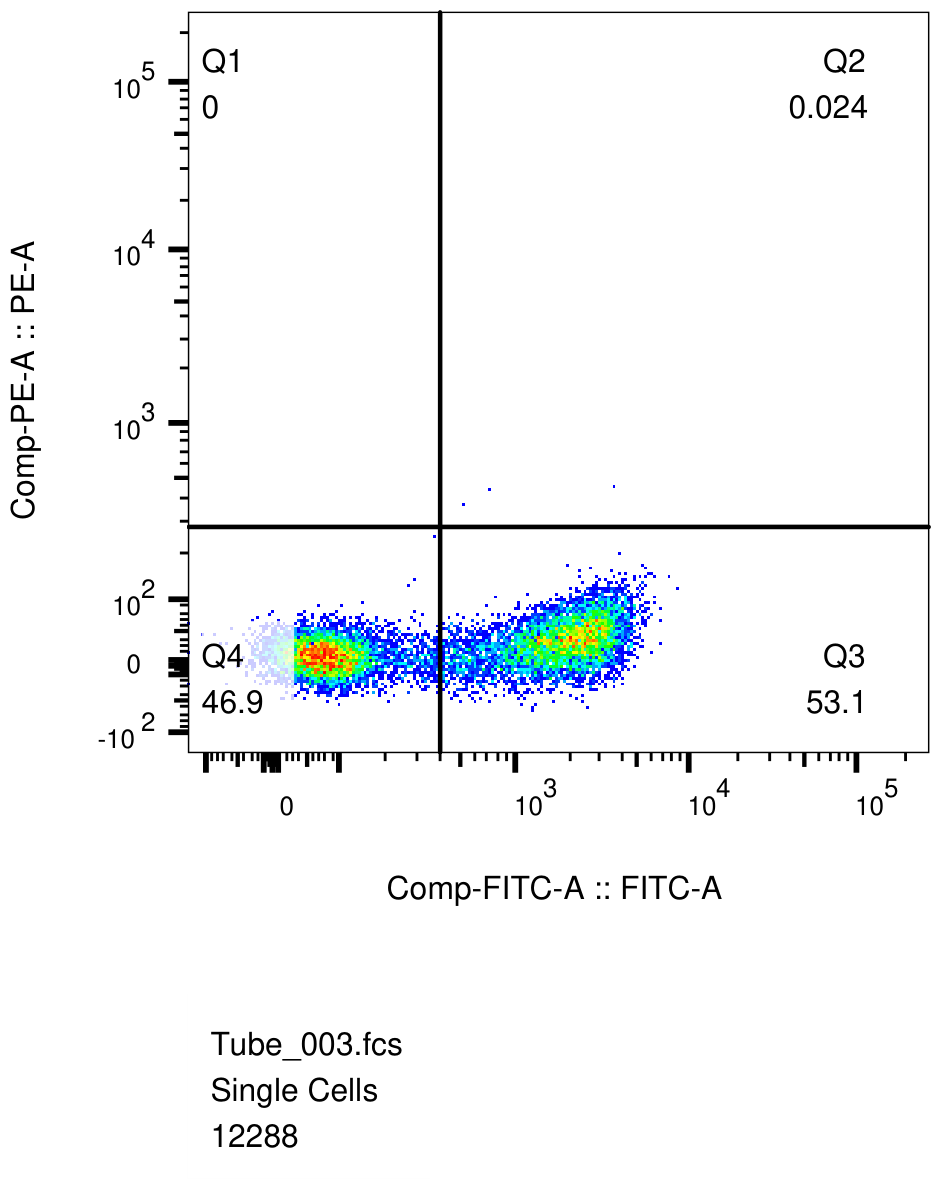 Q1
0
Q2
0.024
10^5
10^4
10^3
10^2
0
-10^2
Comp-PE-A :: PE-A
Q4
46.9
Q3
53.1
0
10^3
10^4
10^5
Comp-FITC-A :: FITC-A
Tube_003.fcs
Single Cells
12288